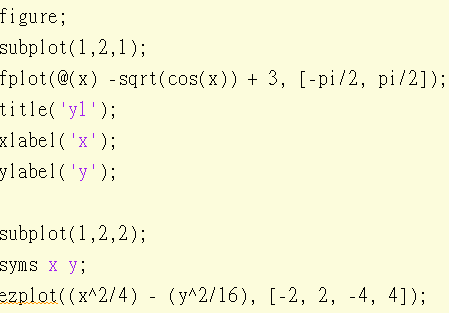 figure;
subplot(1,2,1);
fplot(@(x) -sqrt(cos(x)) + 3, [-pi/2, pi/2]);
title('y1');
xlabel('x');
ylabel('y');
subplot(1,2,2);
syms x y;
ezplot((x^2/4) - (y^2/16), [-2, 2, -4, 4]);